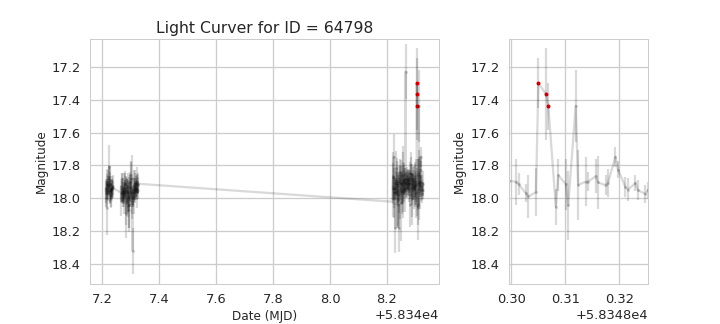 Light Curver for ID = 64798
17.2
17.4
17.6
17.8
18.0
18.2
18.4
Magnitude
7.2 7.4 7.6 7.8 8.0 8.2
Date (MJD)
+5.834e4
17.2
17.4
17.6
17.8
18.0
18.2
18.4
Magnitude
0.30 0.31 0.32
+5.8348e4